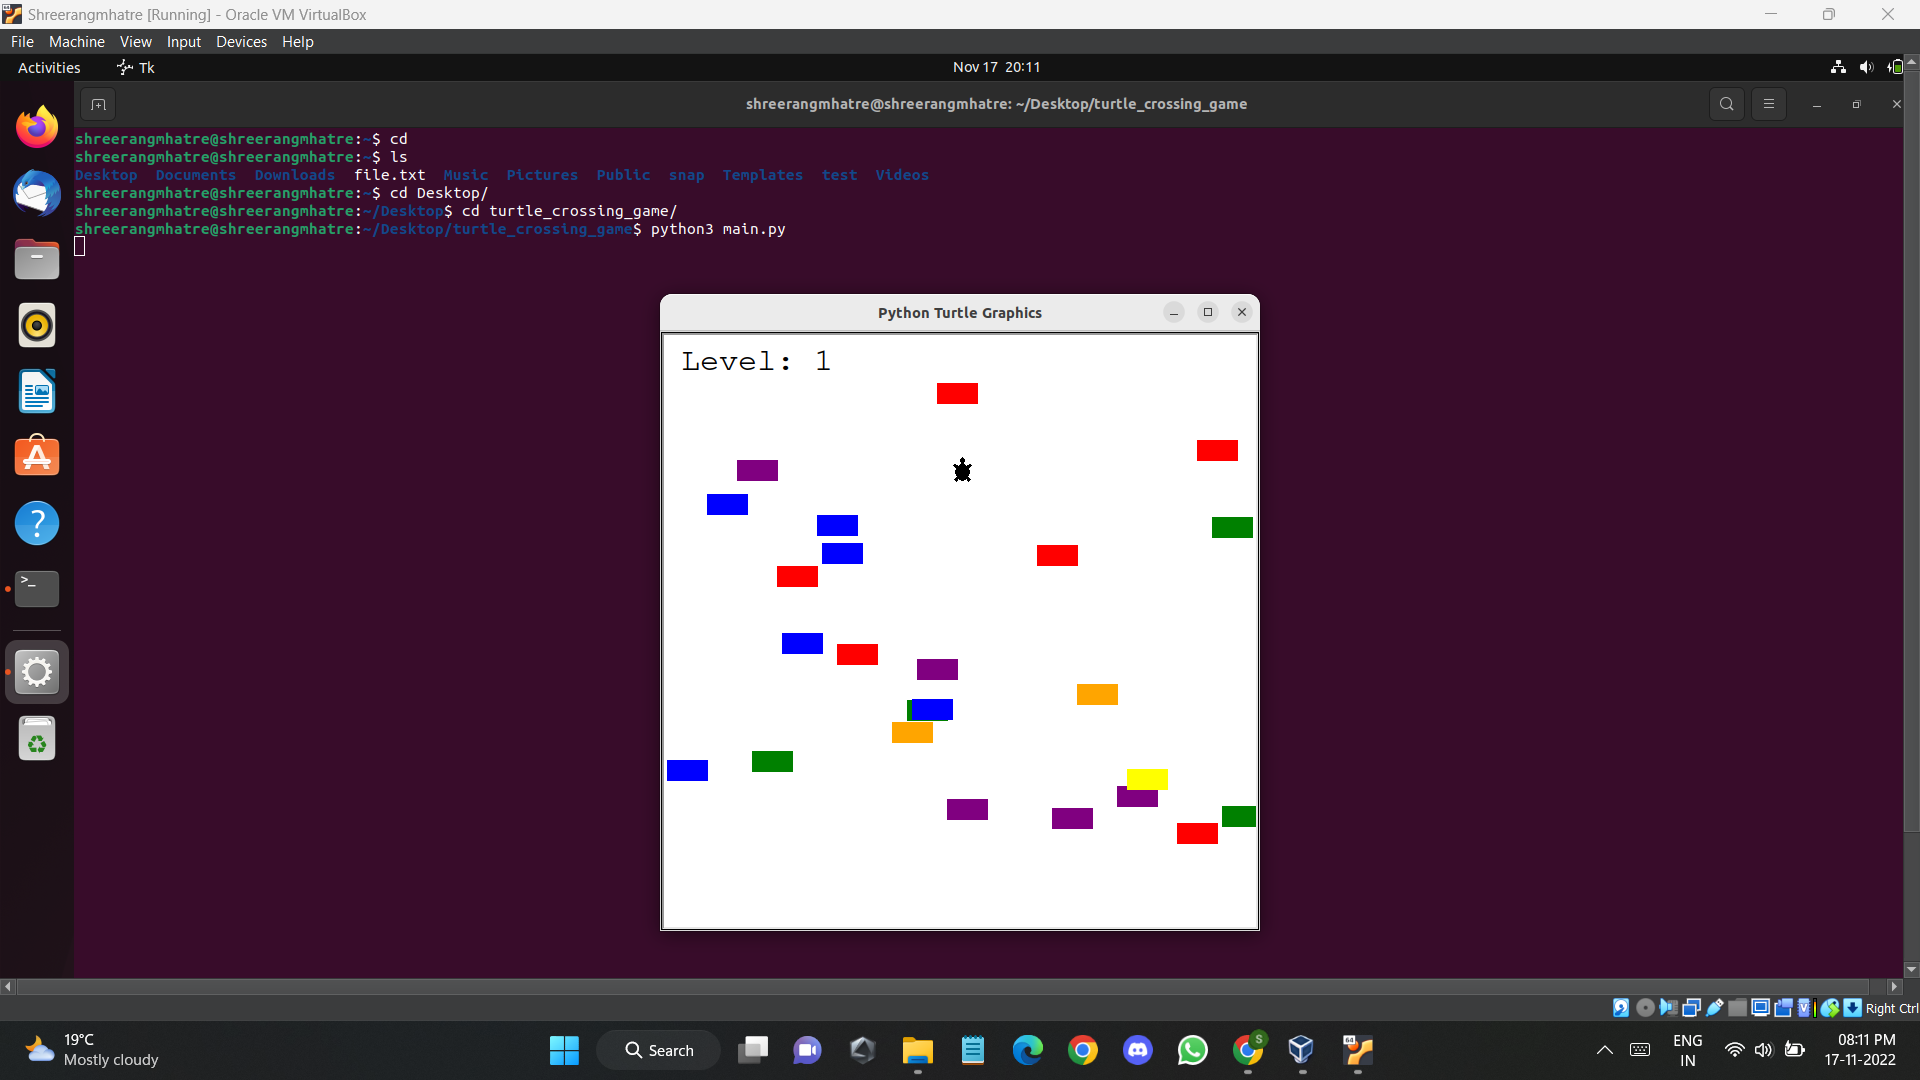 Shreerangmhatre [Running] - Oracle VM VirtualBox
File Machine View Input Devices Help
Activities Tk Nov 17 20:11
shreerangmhatre@shreerangmhatre: ~/Desktop/turtle_crossing_game
shreerangmhatre@shreerangmhatre:~$ cd
shreerangmhatre@shreerangmhatre:~$ ls
Desktop Documents Downloads file.txt Music Pictures Public snap Templates test Videos
shreerangmhatre@shreerangmhatre:~$ cd Desktop/
shreerangmhatre@shreerangmhatre:~/Desktop$ cd turtle_crossing_game/
shreerangmhatre@shreerangmhatre:~/Desktop/turtle_crossing_game$ python3 main.py
Python Turtle Graphics
Level: 1
Right Ctrl
19°C
Mostly cloudy
Search
ENG
IN
08:11 PM
17-11-2022